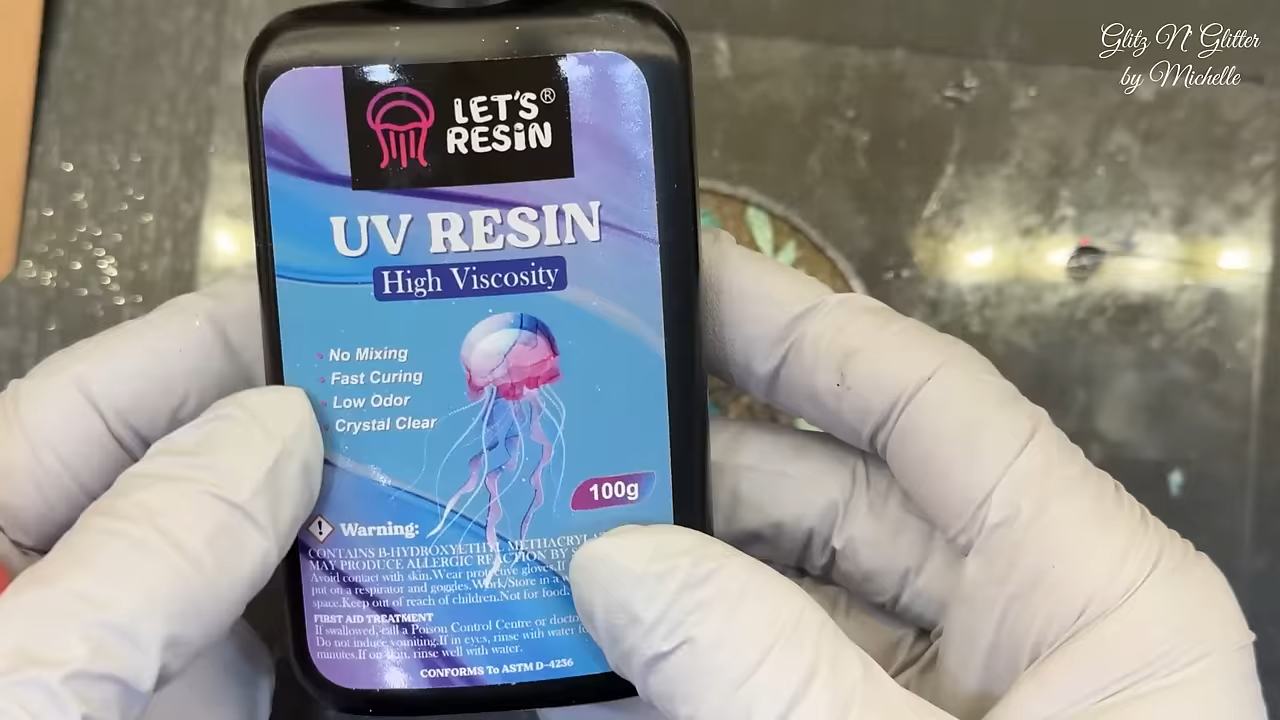 Glitz N Glitter
by Michelle
LET'S®
RESiN
UV RESIN
High Viscosity
No Mixing
Fast Curing
Low Odor
Crystal Clear
100g
Warning:
CONTAINS B-HYDROXYETHYL
MAY PRODUCE ALLERGIC REACTION BY
Avoid contact with skin.Wear protective gloves.If
put on a respirator and goggles.Work/Store in a
space.Keep out of reach of children.Not for food.
FIRST AID TREATMENT
If swallowed, call a Poison Control Centre or
Do not induce vomiting.If in eyes, rinse with water
minutes.If on skin, rinse well with water.
CONFORMS To ASTM D-4236